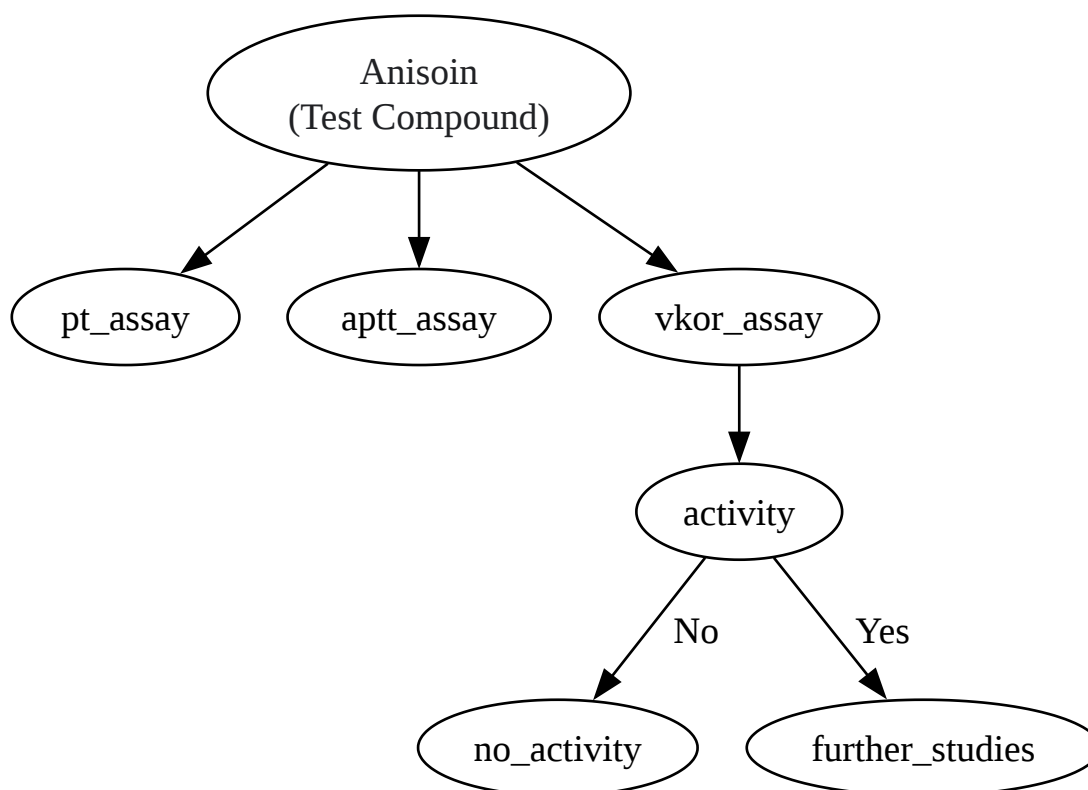 Anisoin
(Test Compound)
pt_assay
aptt_assay
vkor_assay
activity
No
Yes
no_activity
further_studies